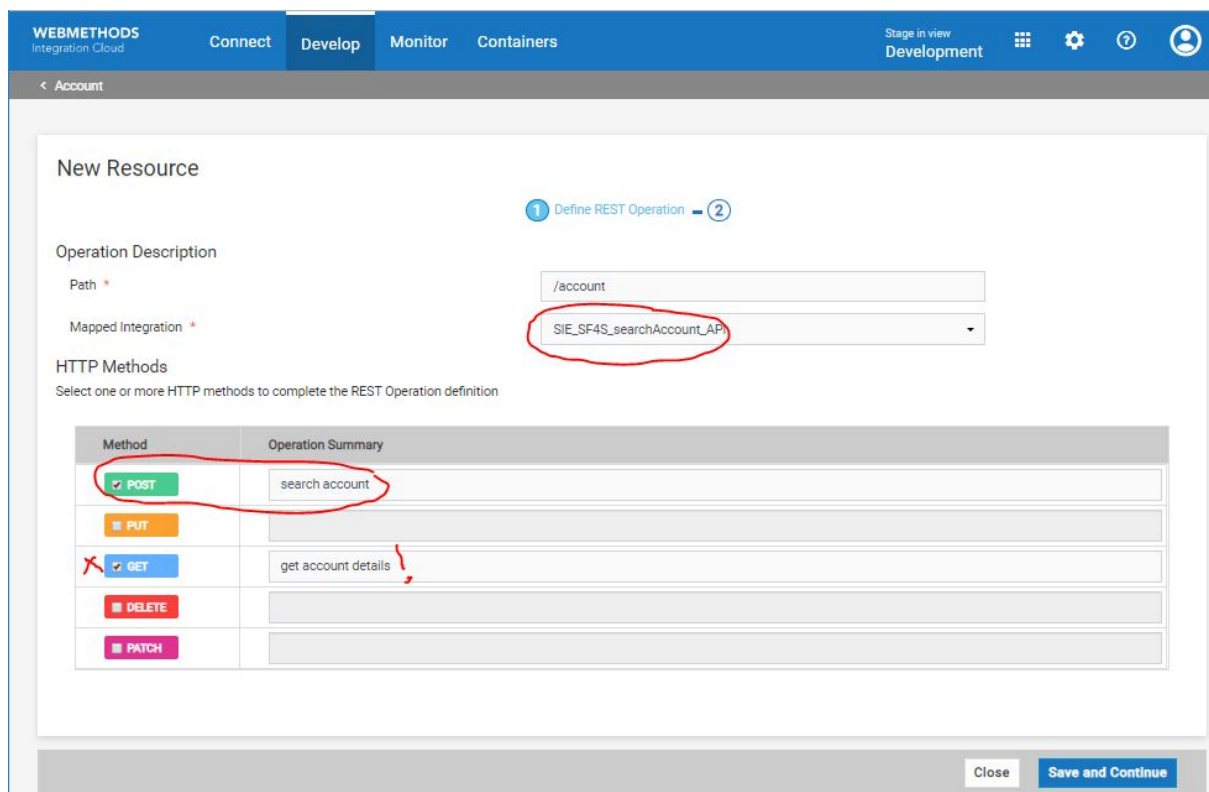 WEBMETHODS
Integration Cloud
Connect
Develop
Monitor
Containers
Stage in view
Development
< Account
New Resource
1 Define REST Operation 2
Operation Description
Path *
/account
Mapped Integration *
SIE_SF4S_searchAccount_API
HTTP Methods
Select one or more HTTP methods to complete the REST Operation definition
Method Operation Summary
POST search account
PUT
GET get account details
DELETE
PATCH
Close Save and Continue